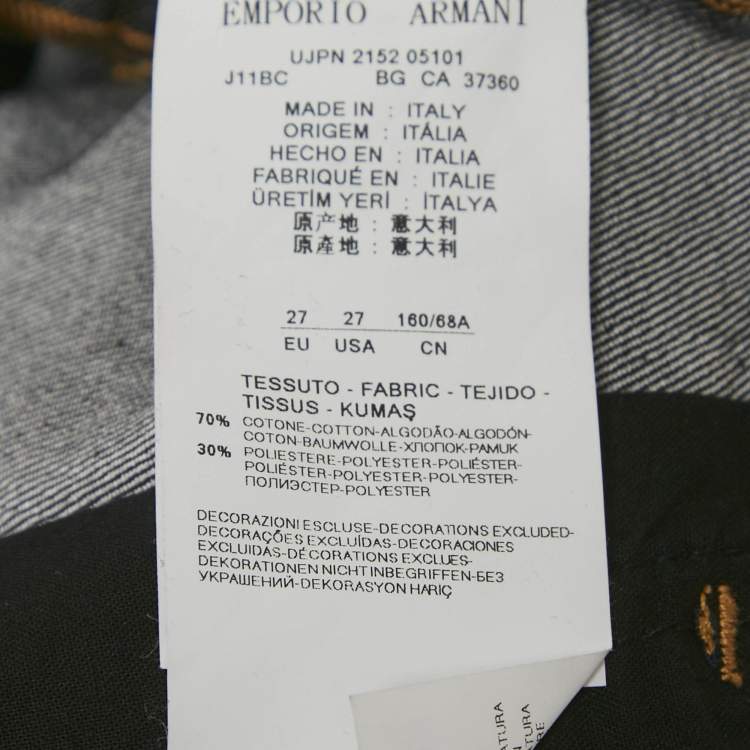 EMPORIO ARMANI
UJPN 2152 05101
J11BC BG CA 37360
MADE IN : ITALY
ORIGEM : ITÁLIA
HECHO EN : ITALIA
FABRIQUÉ EN : ITALIE
ÜRETİM YERİ : İTALYA
原产地 : 意大利
原產地 : 意大利
27 27 160/68A
EU USA CN
TESSUTO - FABRIC - TEJIDO -
TISSUS - KUMAŞ
70% COTONE-COTTON-ALGODÃO-ALGODÓN-
COTON-BAUMWOLLE-ХЛОПОК-PAMUK
30% POLIESTERE-POLYESTER-POLIÉSTER-
POLIÉSTER-POLYESTER-POLYESTER-
ПОЛИЭСТЕР-POLYESTER
DECORAZIONI ESCLUSE-DECORATIONS EXCLUDED-
DECORAÇÕES EXCLUÍDAS-DECORACIONES
EXCLUIDAS-DÉCORATIONS EXCLUES-
DEKORATIONEN NICHT INBEGRIFFEN-БЕЗ
УКРАШЕНИЙ-DEKORASYON HARIÇ